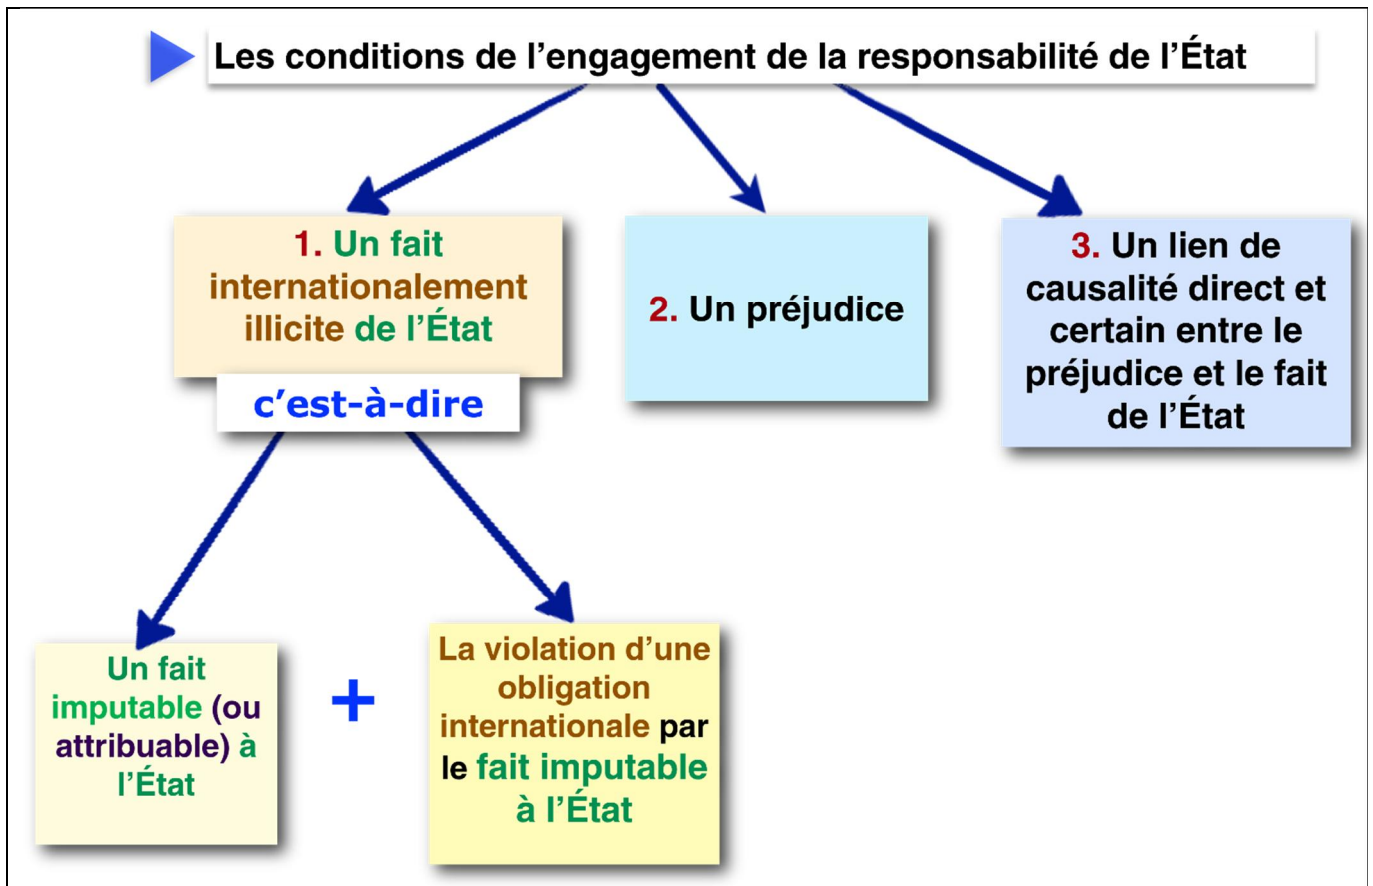 Les conditions de l’engagement de la responsabilité de l’État
1. Un fait
internationalement
illicite de l’État
c’est-à-dire
2. Un préjudice
3. Un lien de
causalité direct et
certain entre le
préjudice et le fait
de l’État
Un fait
imputable (ou
attribuable) à
l’État
+
La violation d’une
obligation
internationale par
le fait imputable
à l’État